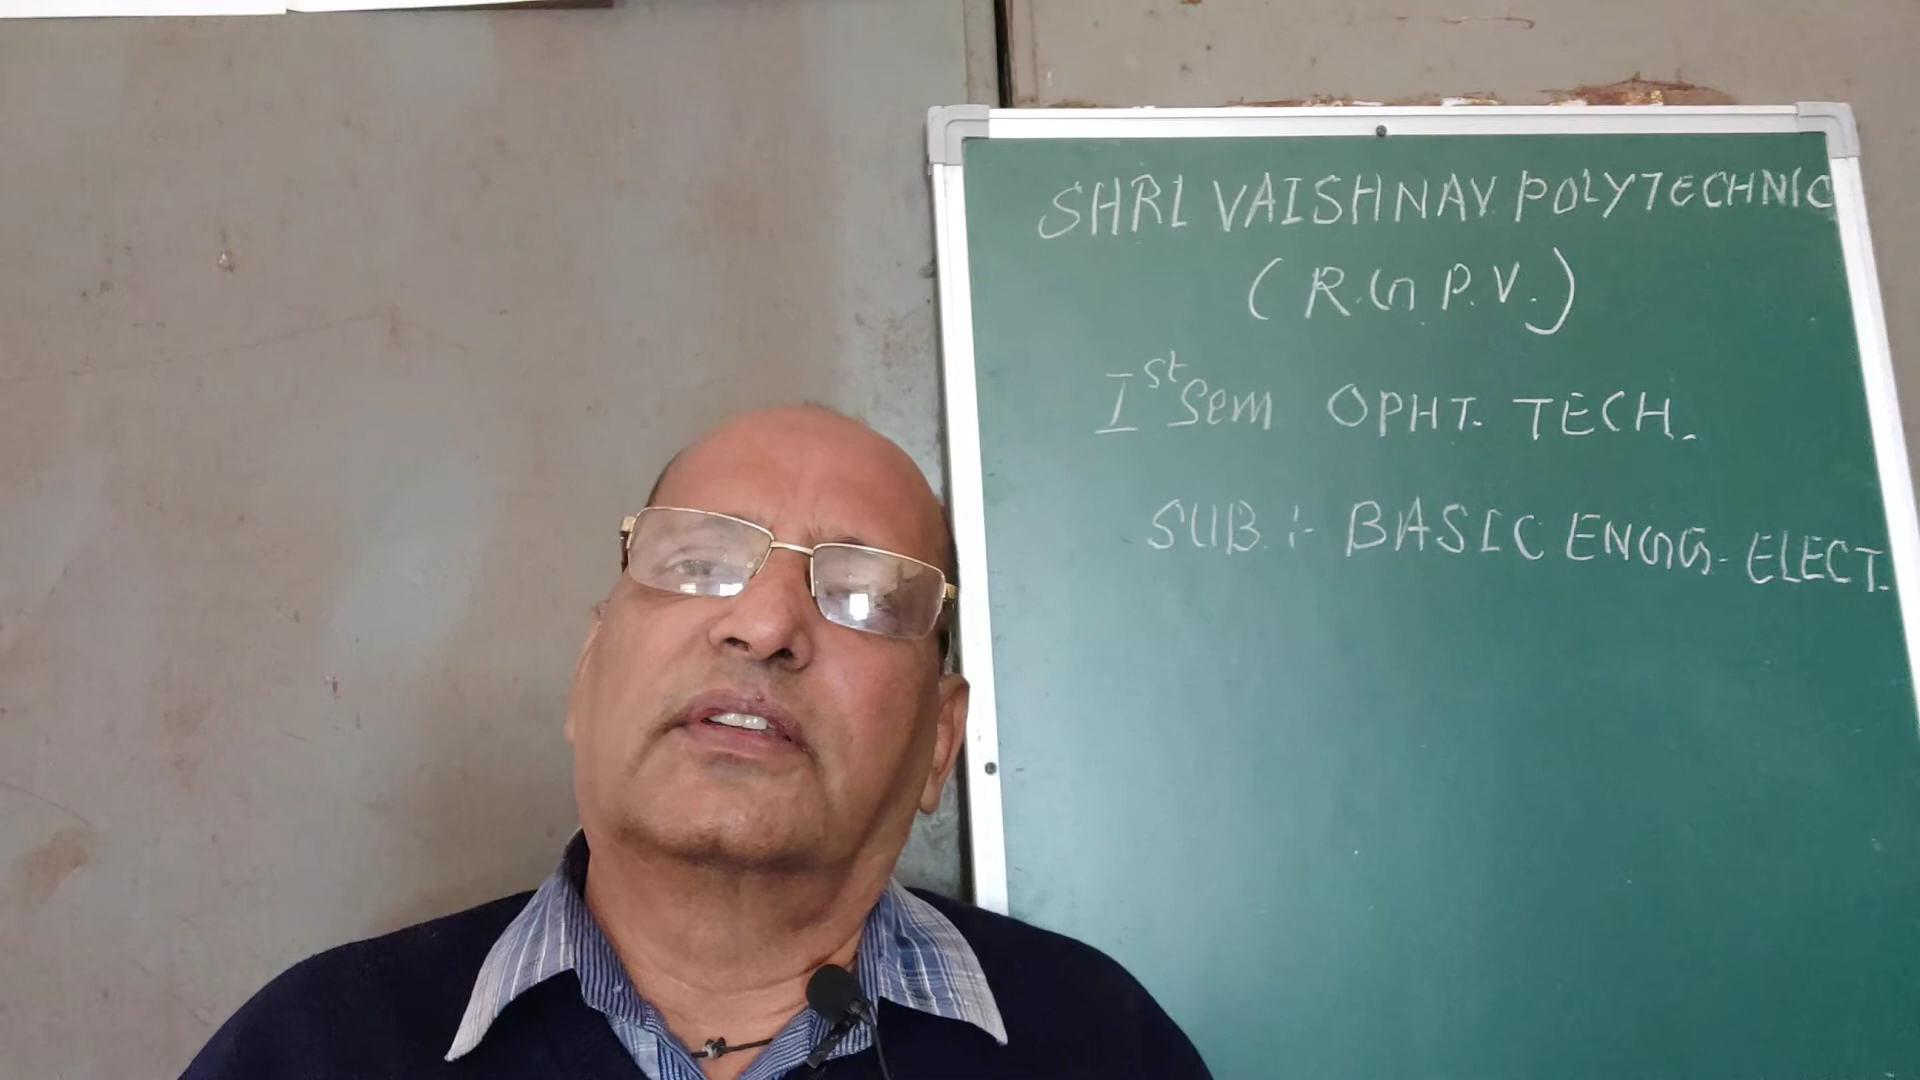 SHRI VAISHNAV POLYTECHNIC
(R.G.P.V.)
Ist Sem OPHT. TECH.
SUB :- BASIC ENGG. ELECT.